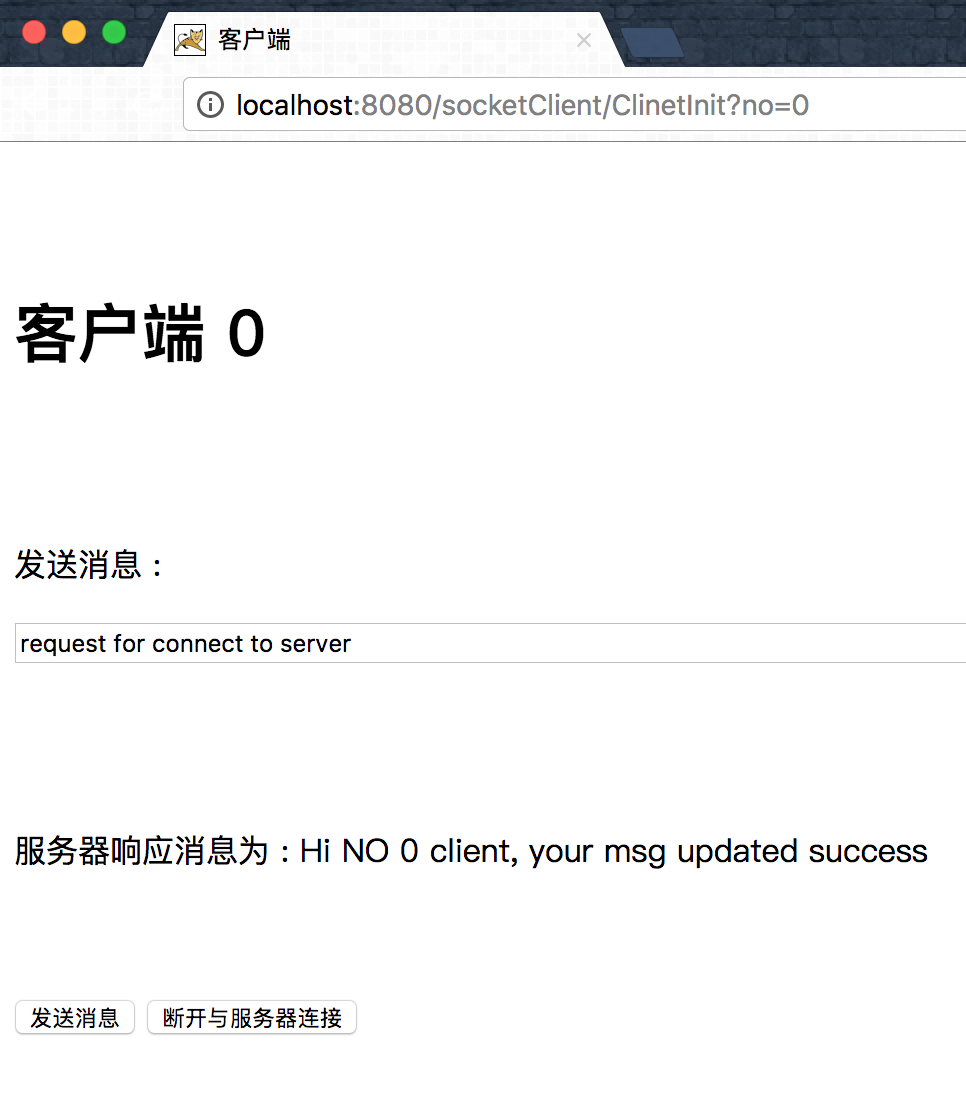 客户端
localhost:8080/socketClient/ClinetInit?no=0
客户端 0
发送消息：
request for connect to server
服务器响应消息为：Hi NO 0 client, your msg updated success
发送消息 断开与服务器连接